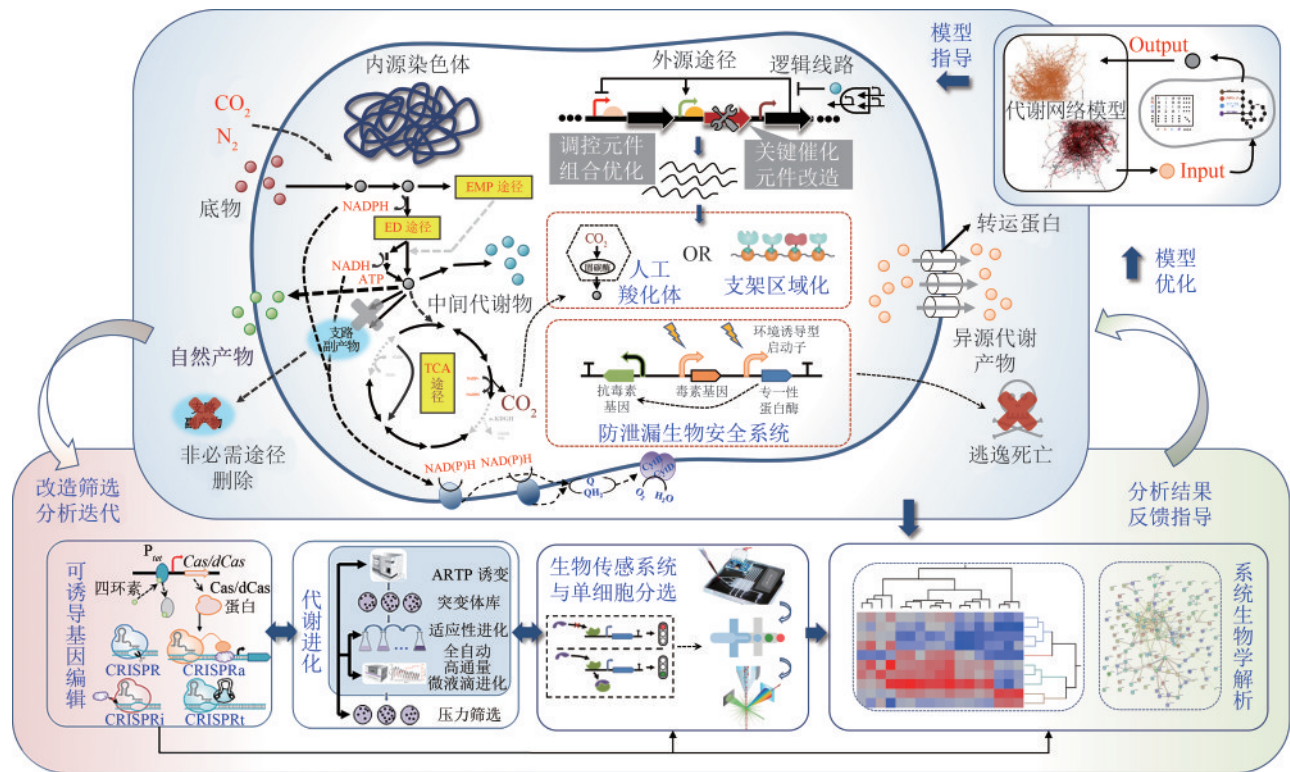 内源染色体
外源途径
逻辑线路
模型
指导
Output
代谢网络模型
Input
CO₂
N₂
底物
NADPH
EMP 途径
ED 途径
NADH
ATP
中间代谢物
自然产物
支路
副产物
TCA
途径
CO₂
支路
副产物
非必需途径
删除
NAD(P)H
NAD(P)H
Q
QH₂
CytB
CytD
O₂
H₂O
调控元件
组合优化
关键催化
元件改造
CO₂
固碳酶
人工
羧化体
OR
支架区域化
环境诱导型
启动子
抗毒素
基因
毒素基因
专一性
蛋白酶
防泄漏生物安全系统
转运蛋白
异源代谢
产物
模型
优化
逃逸死亡
改造筛选
分析迭代
分析结果
反馈指导
可诱导基因编辑
Ptet
Cas/dCas
四环素
Cas/dCas
蛋白
CRISPR
CRISPRa
CRISPRi
CRISPRt
代谢进化
ARTP 诱变
突变体库
适应性进化
全自动
高通量
微液滴进化
压力筛选
生物传感系统
与单细胞分选
系统生物学解析